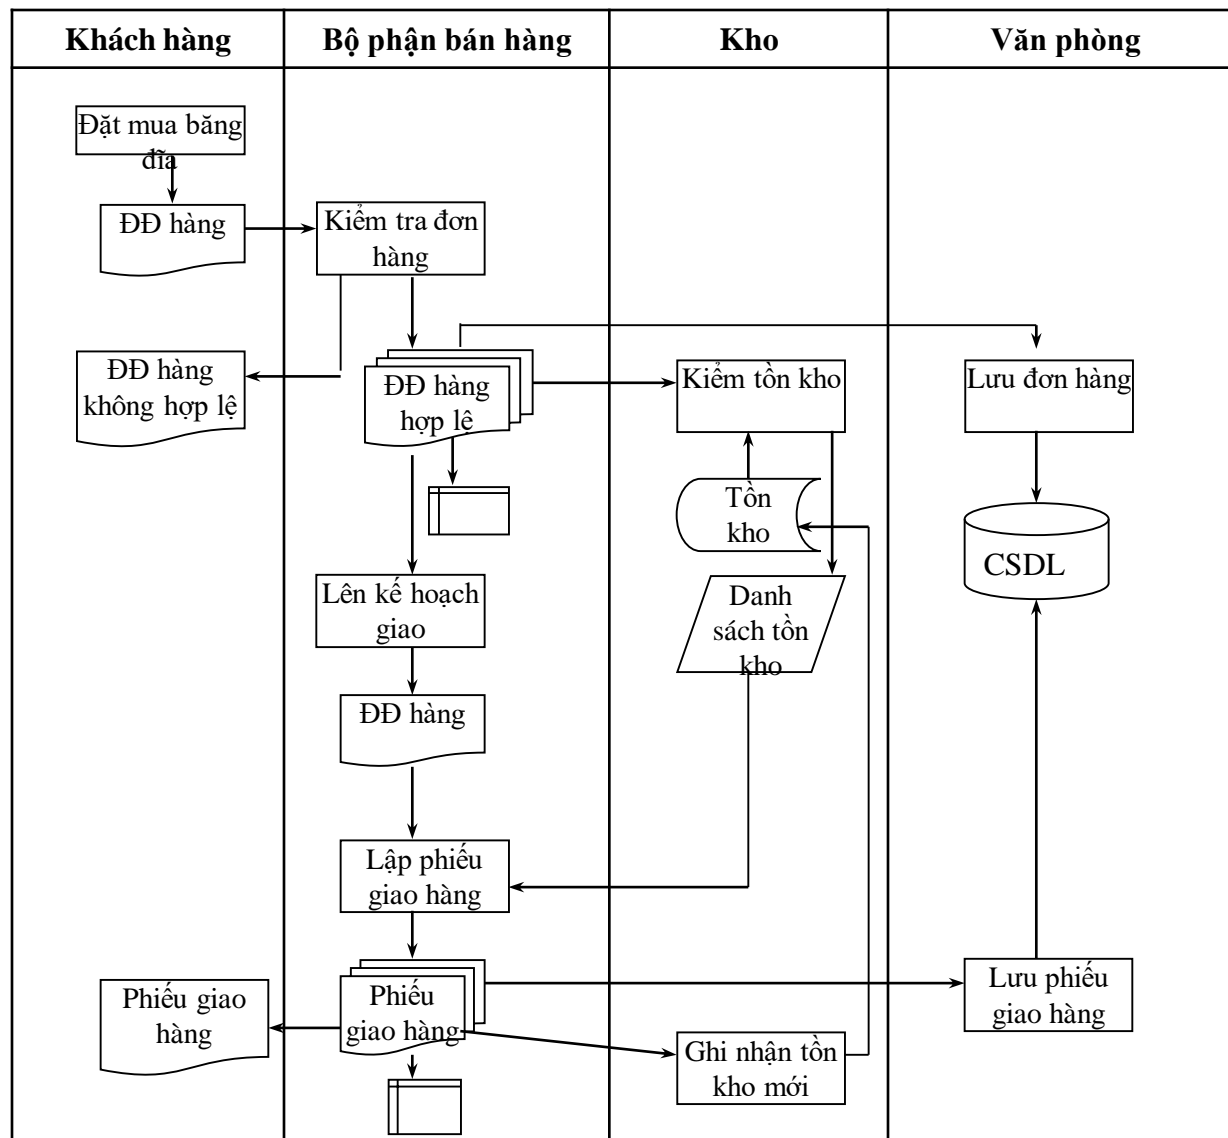 Khách hàng
Bộ phận bán hàng
Kho
Văn phòng
Đặt mua băng
đĩa
ĐĐ hàng
Kiểm tra đơn
hàng
ĐĐ hàng
không hợp lệ
ĐĐ hàng
hợp lệ
Kiểm tồn kho
Lưu đơn hàng
Tồn
kho
CSDL
Lên kế hoạch
giao
Danh
sách tồn
kho
ĐĐ hàng
Lập phiếu
giao hàng
Phiếu giao
hàng
Phiếu
giao hàng
Lưu phiếu
giao hàng
Ghi nhận tồn
kho mới